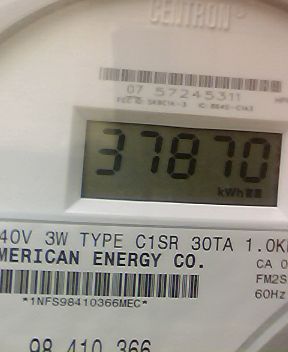 CENTRON®
07 57245311
37870
kWh
40V 3W TYPE C1SR 30TA 1.0K
MERICAN ENERGY CO.
CA 0
FM2S
60Hz
*1NFS98410366MEC*
98 410 366